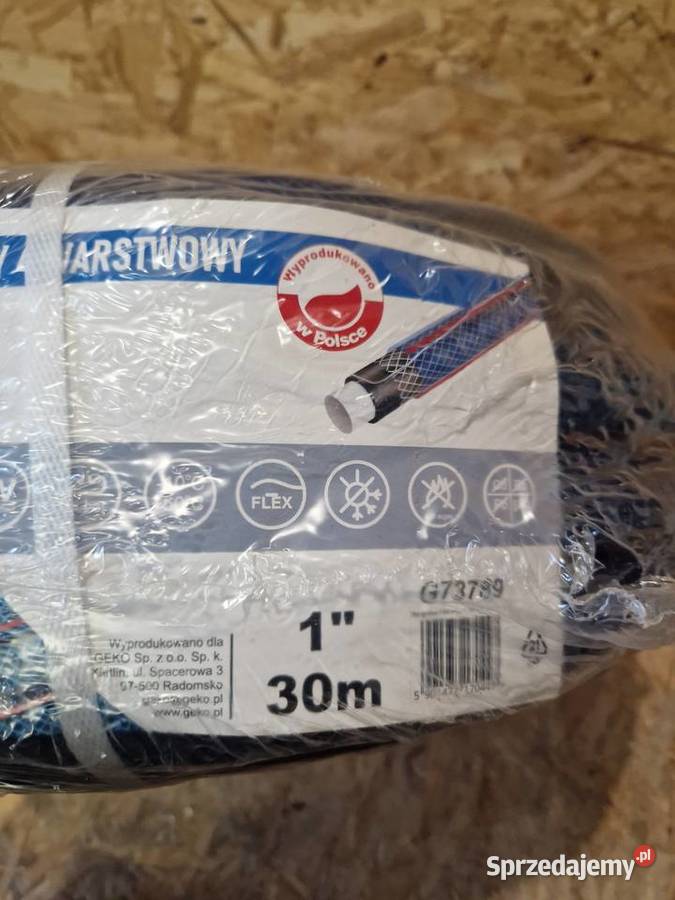 WARSTWOWY
Wyprodukowano
w Polsce
FLEX
G73789
1"
30m
Wyprodukowano dla
GEKO Sp. z o.o. Sp. k.
Kietlin, ul. Spacerowa 3
97-500 Radomsko
www.geko.pl
Sprzedajemy.pl